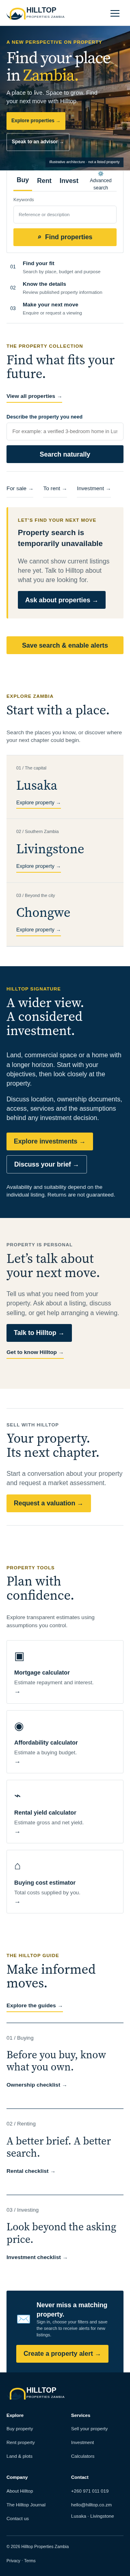 HILLTOP
PROPERTIES ZAMBIA
A NEW PERSPECTIVE ON PROPERTY
Find your place
in Zambia.
A place to live. Space to grow. Find
your next move with Hilltop.
Explore properties →
Speak to an advisor →
Illustrative architecture · not a listed property
Buy
Rent
Invest
Advanced
search
Keywords
Reference or description
Find properties
01
Find your fit
Search by place, budget and purpose
02
Know the details
Review published property information
03
Make your next move
Enquire or request a viewing
THE PROPERTY COLLECTION
Find what fits your
future.
View all properties →
Describe the property you need
For example: a verified 3-bedroom home in Lus
Search naturally
For sale →
To rent →
Investment →
LET'S FIND YOUR NEXT MOVE
Property search is
temporarily unavailable
We cannot show current listings
here yet. Talk to Hilltop about
what you are looking for.
Ask about properties →
Save search & enable alerts
EXPLORE ZAMBIA
Start with a place.
Search the places you know, or discover where
your next chapter could begin.
01 / The capital
Lusaka
Explore property →
02 / Southern Zambia
Livingstone
Explore property →
03 / Beyond the city
Chongwe
Explore property →
HILLTOP SIGNATURE
A wider view.
A considered
investment.
Land, commercial space or a home
with longer horizon. Start with your
objectives, then look closely at the
property.
Discuss location, ownership documents,
access, services and the assumptions
behind any investment decision.
Explore investments →
Discuss your brief →
Availability and suitability depend on the
individual listing. Returns are not guaranteed.
PROPERTY IS PERSONAL
Let's talk about
your next move.
Tell us what you need from your
property. Ask about a listing, discuss
selling, or get help arranging a viewing.
Talk to Hilltop →
Get to know Hilltop →
SELL WITH HILLTOP
Your property.
Its next chapter.
Start a conversation about your property
and request a market assessment.
Request a valuation →
PROPERTY TOOLS
Plan with
confidence.
Explore transparent estimates using
assumptions you control.
Mortgage calculator
Estimate repayment and interest.
→
Affordability calculator
Estimate a buying budget.
→
Rental yield calculator
Estimate gross and net yield.
→
Buying cost estimator
Total costs supplied by you.
→
THE HILLTOP GUIDE
Make informed
moves.
Explore the guides →
01 / Buying
Before you buy, know
what you own.
Ownership checklist →
02 / Renting
A better brief. A better
search.
Rental checklist →
03 / Investing
Look beyond the asking
price.
Investment checklist →
Never miss a matching
property.
Sign in, choose your filters and save
the search to receive alerts for new
listings.
Create a property alert →
HILLTOP
PROPERTIES ZAMBIA
Explore
Services
Buy property
Sell your property
Rent property
Investment
Land & plots
Calculators
Company
Contact
About Hilltop
+260 971 011 019
The Hilltop Journal
hello@hilltop.co.zm
Contact us
Lusaka · Livingstone
© 2026 Hilltop Properties Zambia
Privacy · Terms